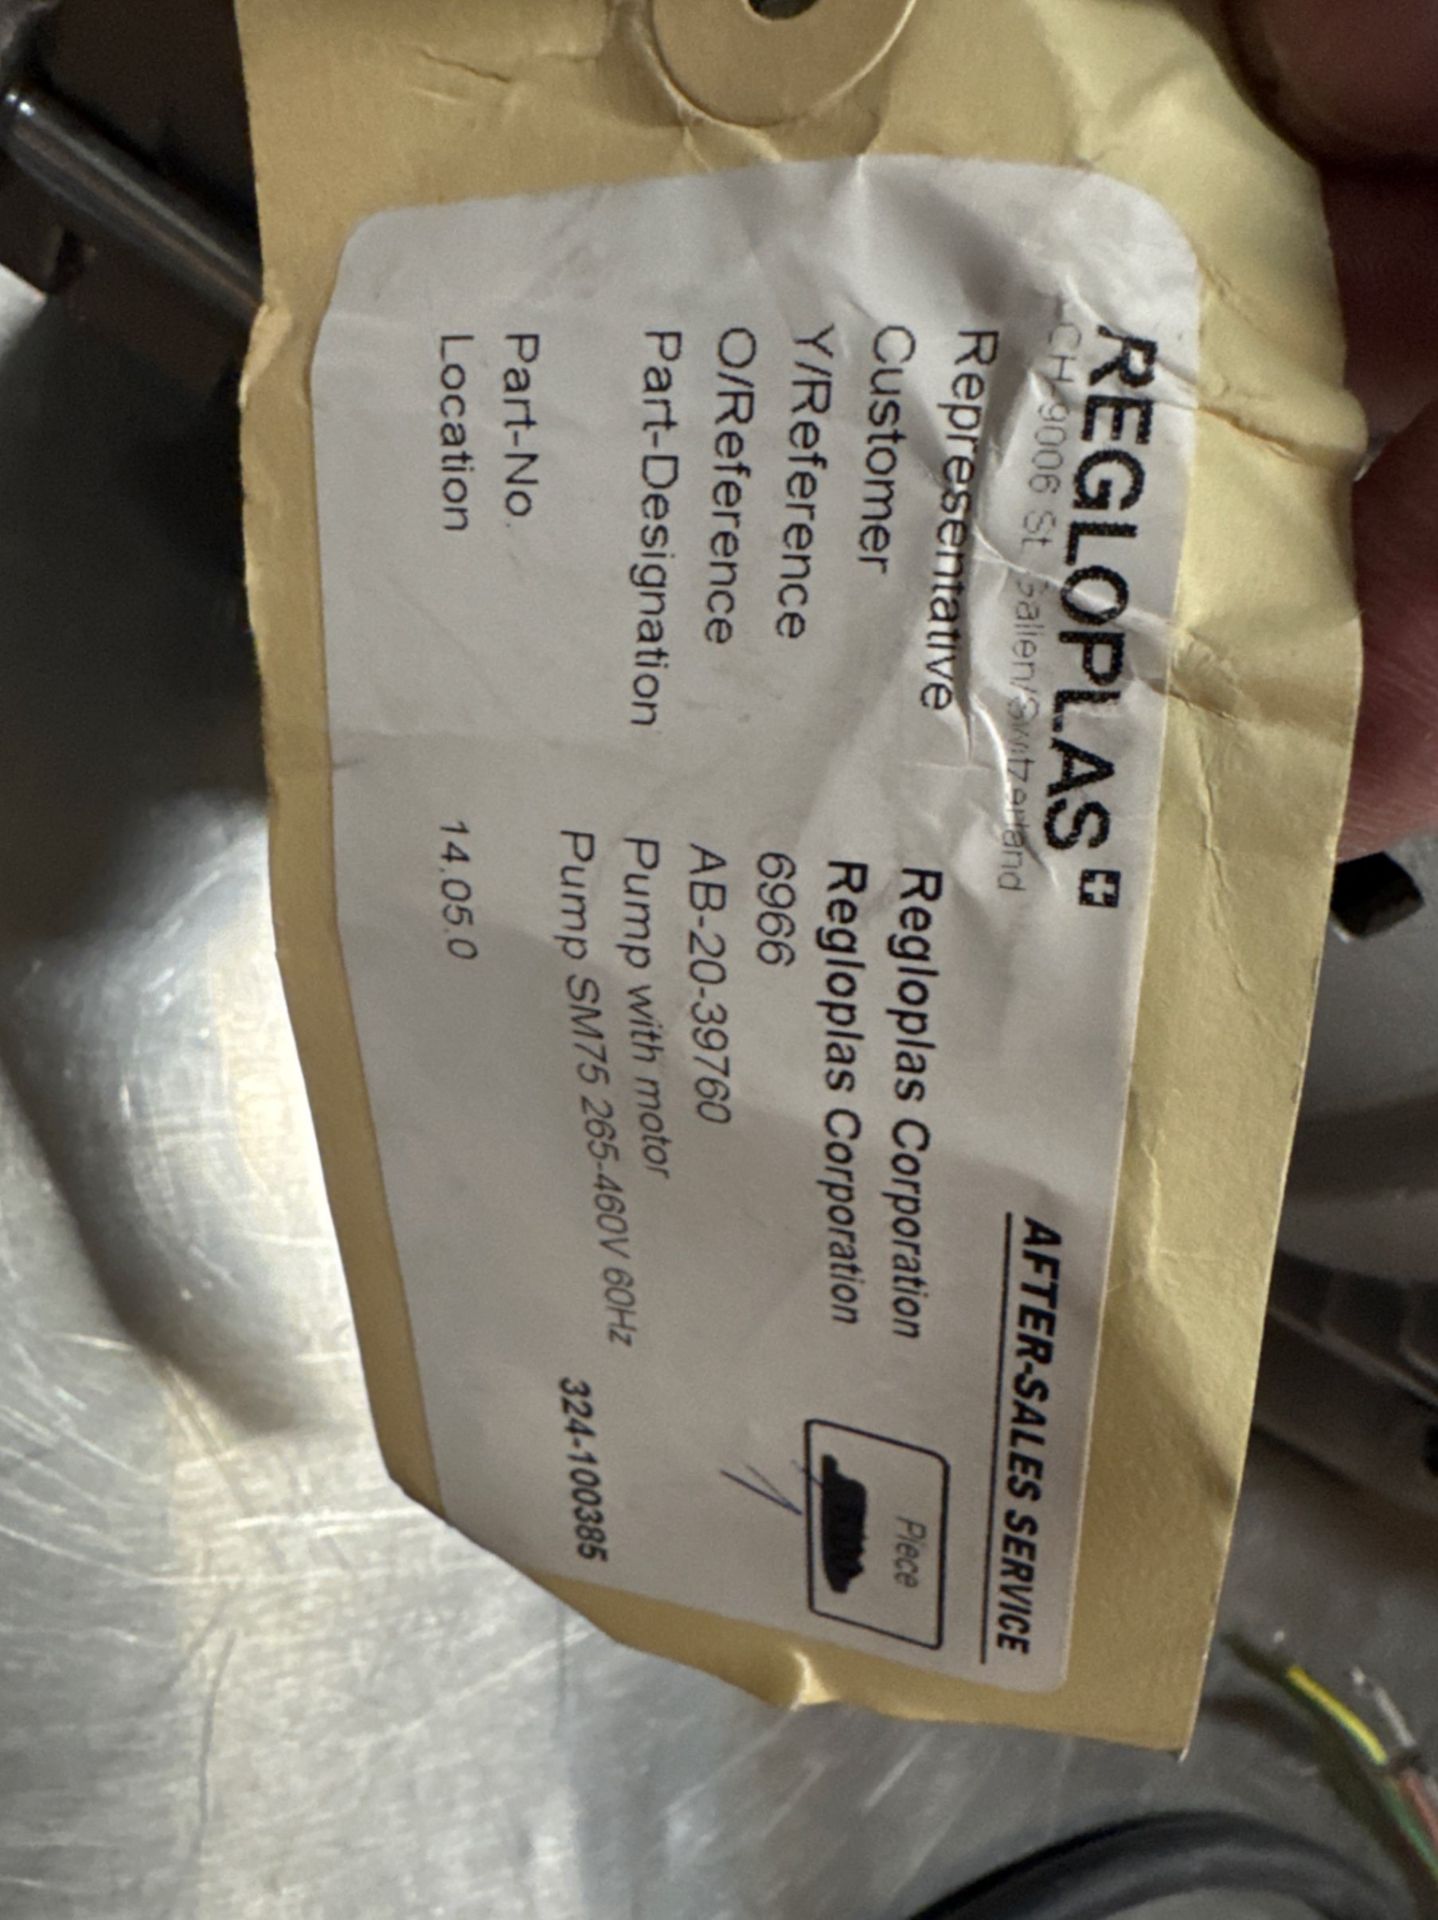 REGLOPLAS
CH-9006 St. Gallen/Switzerland
AFTER-SALES SERVICE
Representative Regloplas Corporation
Customer Regloplas Corporation
Piece
Y/Reference 6966
O/Reference AB-20-39760
1
Part-Designation Pump with motor
Pump SM75 265-460V 60Hz
Part-No. 324-100385
Location 14.05.0